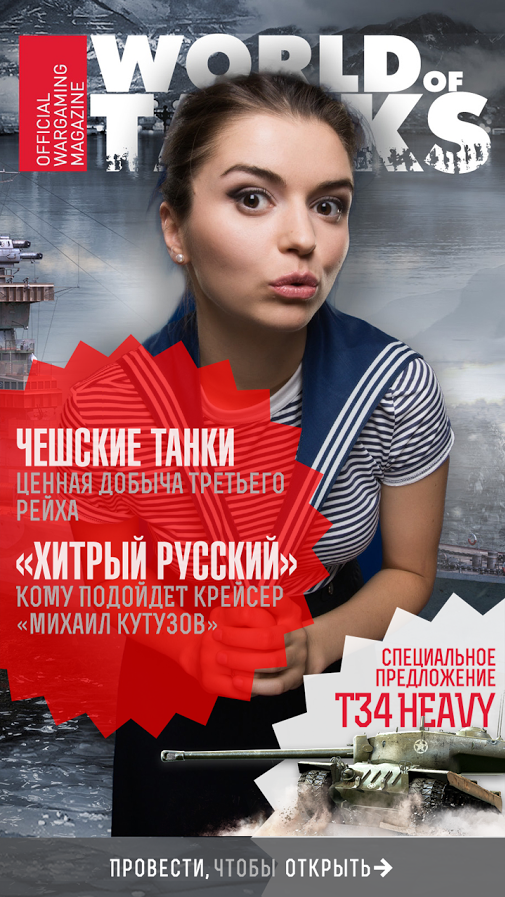 OFFICIAL
WARGAMING
MAGAZINE
WORLD OF
TANKS
ЧЕШСКИЕ ТАНКИ
ЦЕННАЯ ДОБЫЧА ТРЕТЬЕГО
РЕЙХА
«ХИТРЫЙ РУССКИЙ»
КОМУ ПОДОЙДЕТ КРЕЙСЕР
«МИХАИЛ КУТУЗОВ»
СПЕЦИАЛЬНОЕ
ПРЕДЛОЖЕНИЕ
T34 HEAVY
ПРОВЕСТИ, ЧТОБЫ ОТКРЫТЬ→